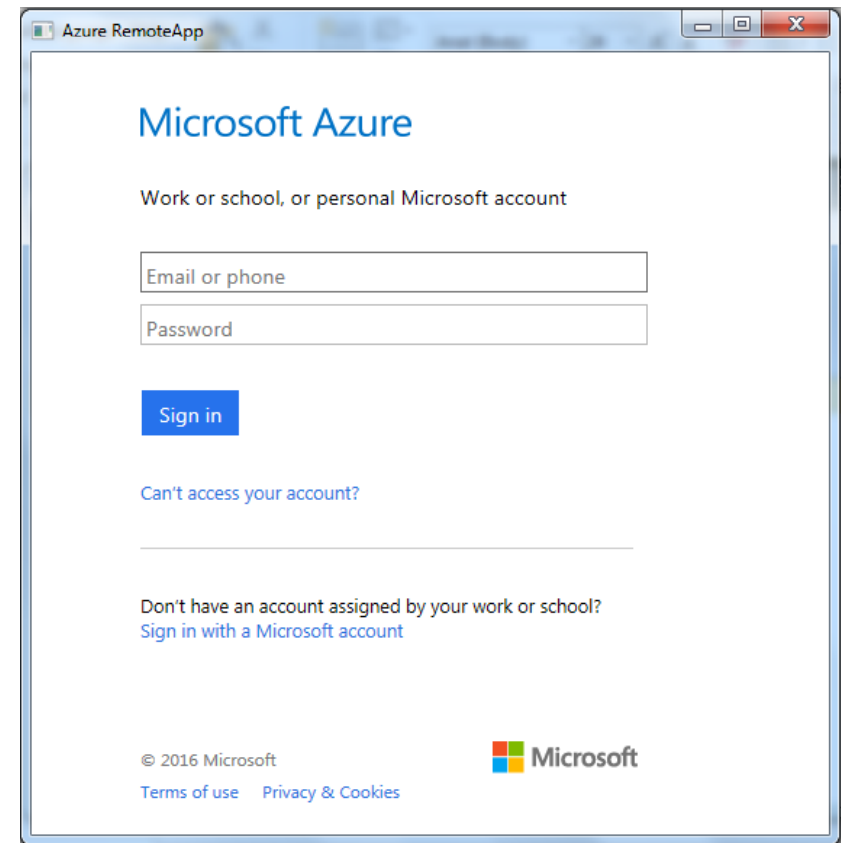 Azure RemoteApp
Microsoft Azure
Work or school, or personal Microsoft account
Email or phone
Password
Sign in
Can't access your account?
Don't have an account assigned by your work or school?
Sign in with a Microsoft account
© 2016 Microsoft
Microsoft
Terms of use Privacy & Cookies